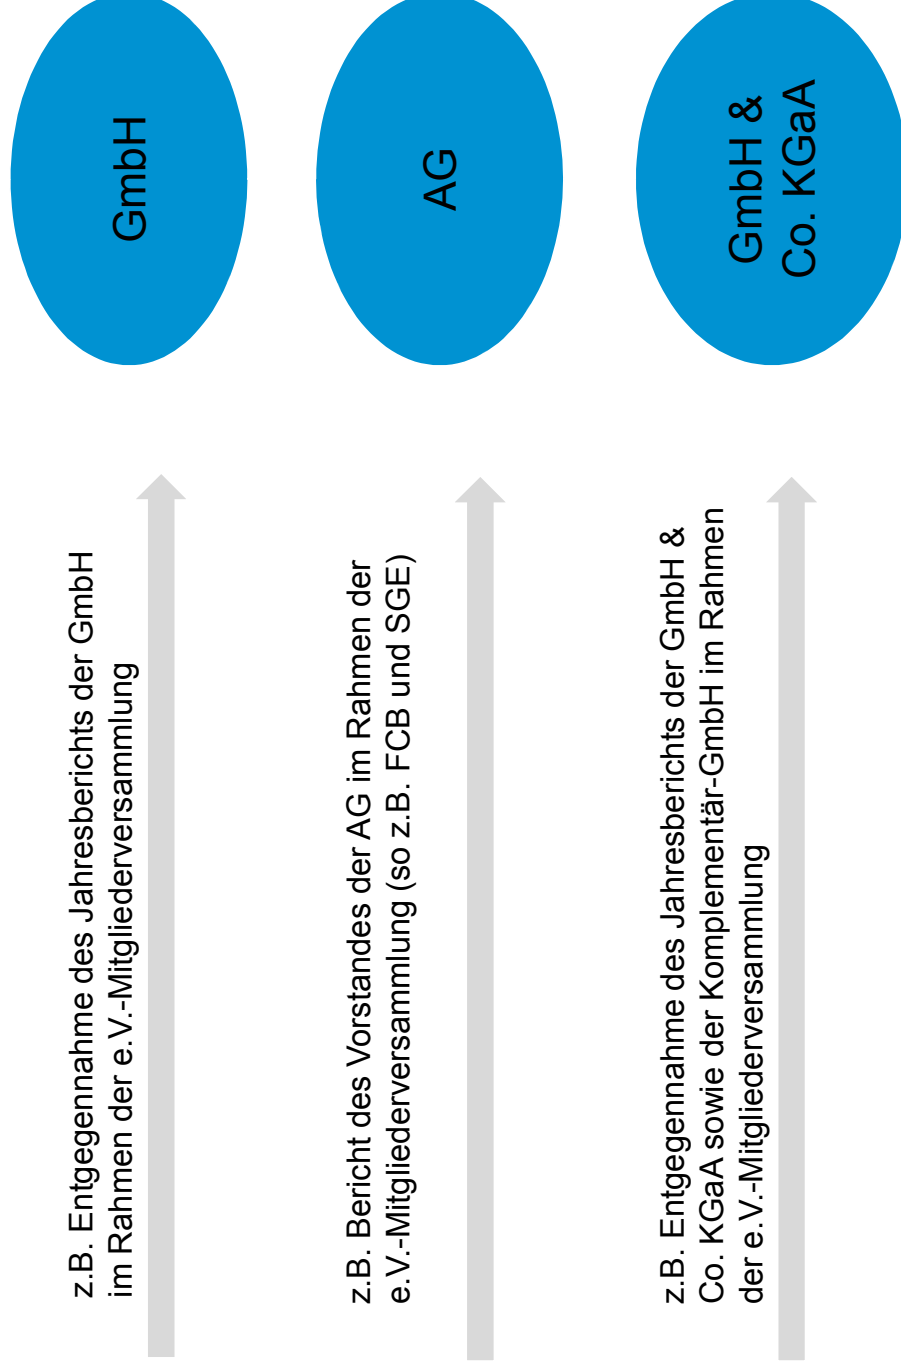 z.B. Entgegennahme des Jahresberichts der GmbH
im Rahmen der e.V.-Mitgliederversammlung
GmbH
z.B. Bericht des Vorstandes der AG im Rahmen der
e.V.-Mitgliederversammlung (so z.B. FCB und SGE)
AG
z.B. Entgegennahme des Jahresberichts der GmbH &
Co. KGaA sowie der Komplementär-GmbH im Rahmen
der e.V.-Mitgliederversammlung
GmbH &
Co. KGaA